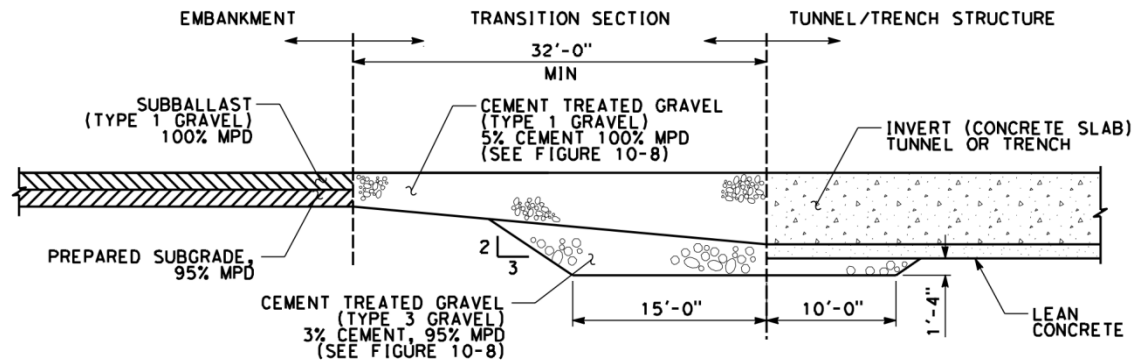 EMBANKMENT
TRANSITION SECTION
TUNNEL/TRENCH STRUCTURE
32'-0"
MIN
SUBBALLAST
(TYPE 1 GRAVEL)
100% MPD
CEMENT TREATED GRAVEL
(TYPE 1 GRAVEL)
5% CEMENT 100% MPD
(SEE FIGURE 10-8)
INVERT (CONCRETE SLAB)
TUNNEL OR TRENCH
PREPARED SUBGRADE,
95% MPD
2
3
CEMENT TREATED GRAVEL
(TYPE 3 GRAVEL)
3% CEMENT, 95% MPD
(SEE FIGURE 10-8)
15'-0"
10'-0"
1'-4"
LEAN
CONCRETE